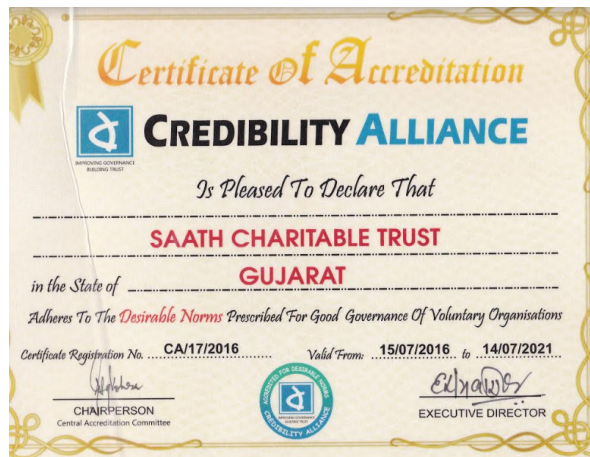 Certificate Of Accreditation
CREDIBILITY ALLIANCE
IMPROVING GOVERNANCE
BUILDING TRUST
Is Pleased To Declare That
SAATH CHARITABLE TRUST
in the State of GUJARAT
Adheres To The Desirable Norms Prescribed For Good Governance Of Voluntary Organisations
Certificate Registration No. CA/17/2016 Valid From: 15/07/2016 to 14/07/2021
ACCREDITED FOR DESIRABLE NORMS
CREDIBILITY ALLIANCE
CHAIRPERSON
Central Accreditation Committee
EXECUTIVE DIRECTOR